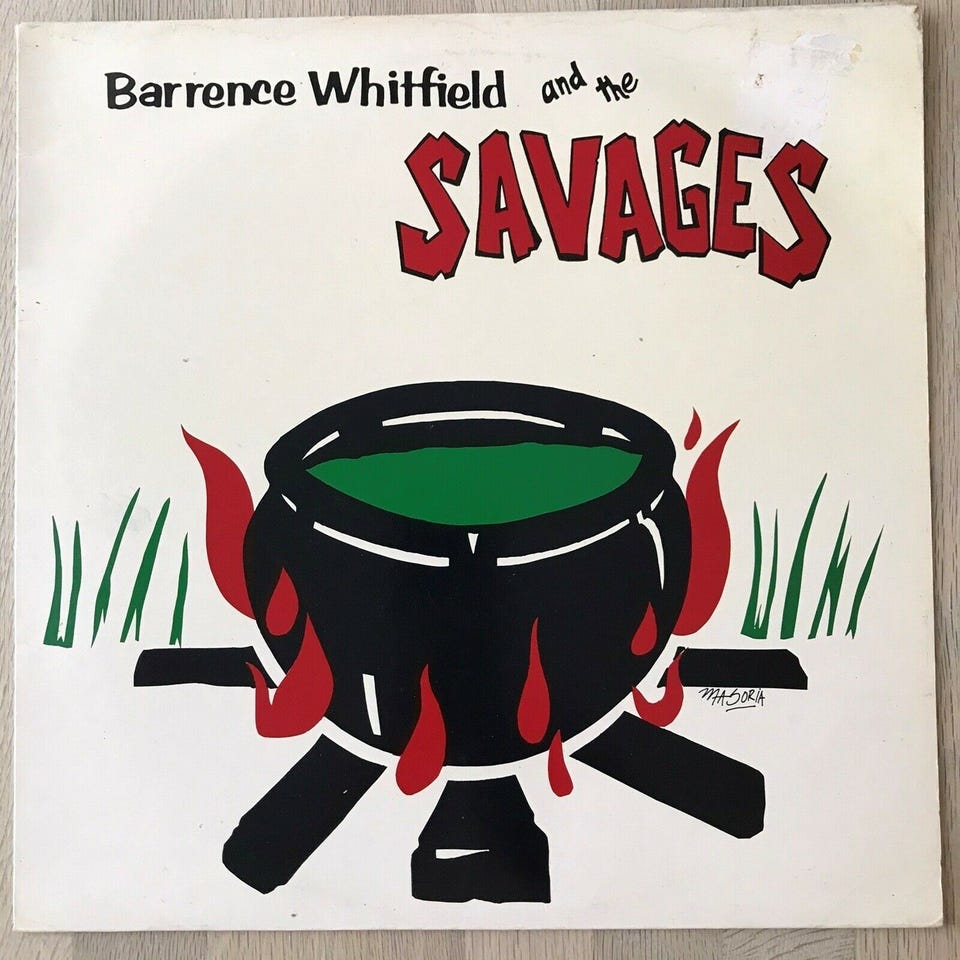 Barrence Whitfield and the
SAVAGES
MASORIA